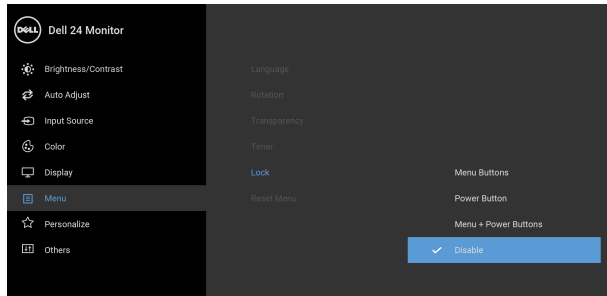 DELL Dell 24 Monitor
Brightness/Contrast
Auto Adjust
Input Source
Color
Display
Menu
Personalize
Others
Language
Rotation
Transparency
Timer
Lock
Reset Menu
Menu Buttons
Power Button
Menu + Power Buttons
Disable